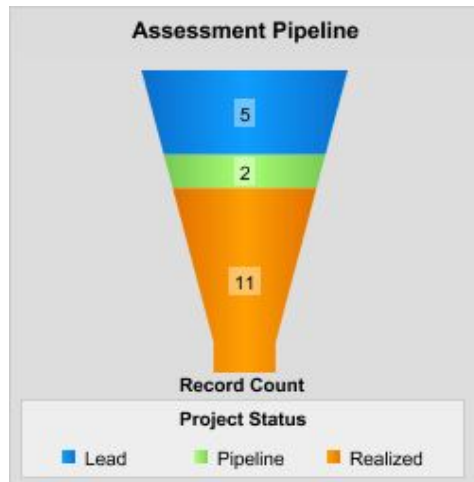 Assessment Pipeline
5
2
11
Record Count
Project Status
Lead Pipeline Realized